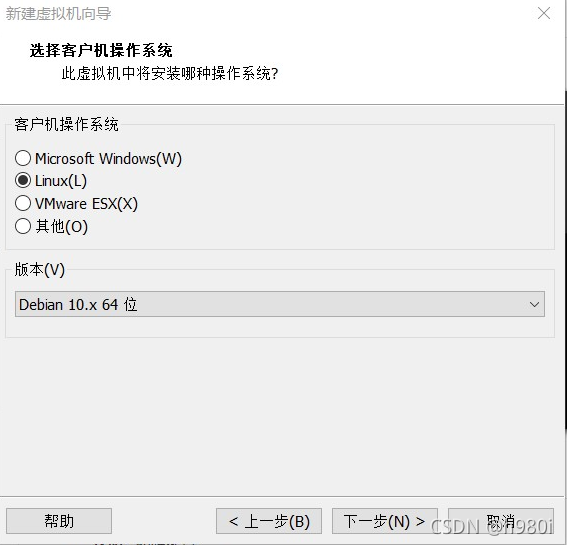 新建虚拟机向导
选择客户机操作系统
此虚拟机中将安装哪种操作系统?
客户机操作系统
Microsoft Windows(W)
Linux(L)
VMware ESX(X)
其他(O)
版本(V)
Debian 10.x 64 位
帮助
< 上一步(B)
下一步(N) >
取消
CSDN @n980i